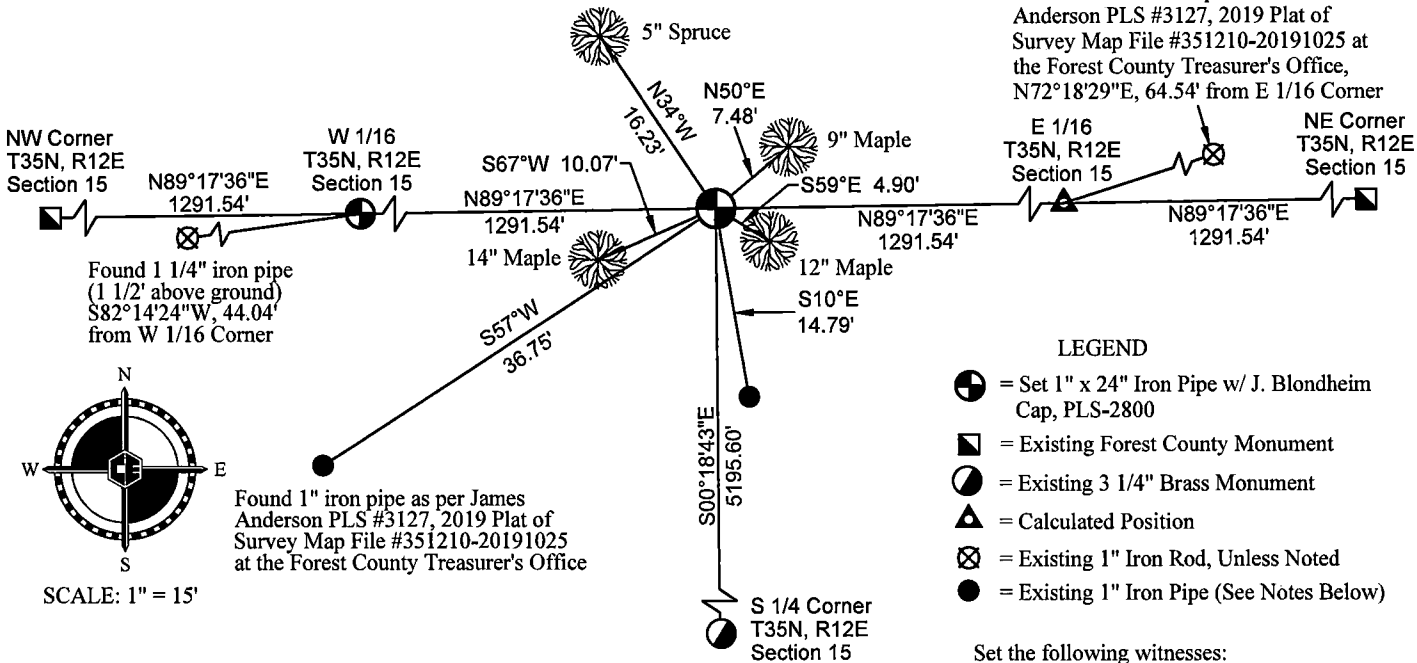 5" Spruce
N34°W
16.23'
N50°E
7.48'
9" Maple
S59°E 4.90'
12" Maple
S67°W 10.07'
14" Maple
S57°W
36.75'
S10°E
14.79'
S00°18'43"E
5195.60'
Anderson PLS #3127, 2019 Plat of
Survey Map File #351210-20191025 at
the Forest County Treasurer's Office,
N72°18'29"E, 64.54' from E 1/16 Corner
NW Corner
T35N, R12E
Section 15
N89°17'36"E
1291.54'
W 1/16
T35N, R12E
Section 15
N89°17'36"E
1291.54'
N89°17'36"E
1291.54'
E 1/16
T35N, R12E
Section 15
N89°17'36"E
1291.54'
NE Corner
T35N, R12E
Section 15
Found 1 1/4" iron pipe
(1 1/2' above ground)
S82°14'24"W, 44.04'
from W 1/16 Corner
N
W
E
S
SCALE: 1" = 15'
Found 1" iron pipe as per James
Anderson PLS #3127, 2019 Plat of
Survey Map File #351210-20191025
at the Forest County Treasurer's Office
S 1/4 Corner
T35N, R12E
Section 15
LEGEND
= Set 1" x 24" Iron Pipe w/ J. Blondheim
Cap, PLS-2800
= Existing Forest County Monument
= Existing 3 1/4" Brass Monument
= Calculated Position
= Existing 1" Iron Rod, Unless Noted
= Existing 1" Iron Pipe (See Notes Below)
Set the following witnesses: